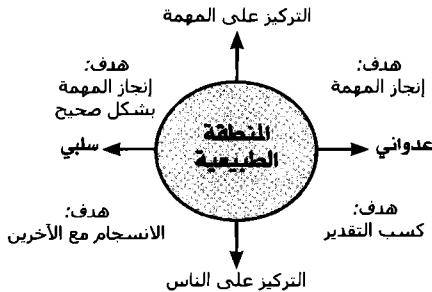 التركيز على المهمة
هدف:
إنجاز المهمة
هدف:
إنجاز المهمة
بشكل صحيح
المنطقة
الطبيعية
عدواني
سلبي
هدف:
كسب التقدير
هدف:
الانسجام مع الآخرين
التركيز على الناس